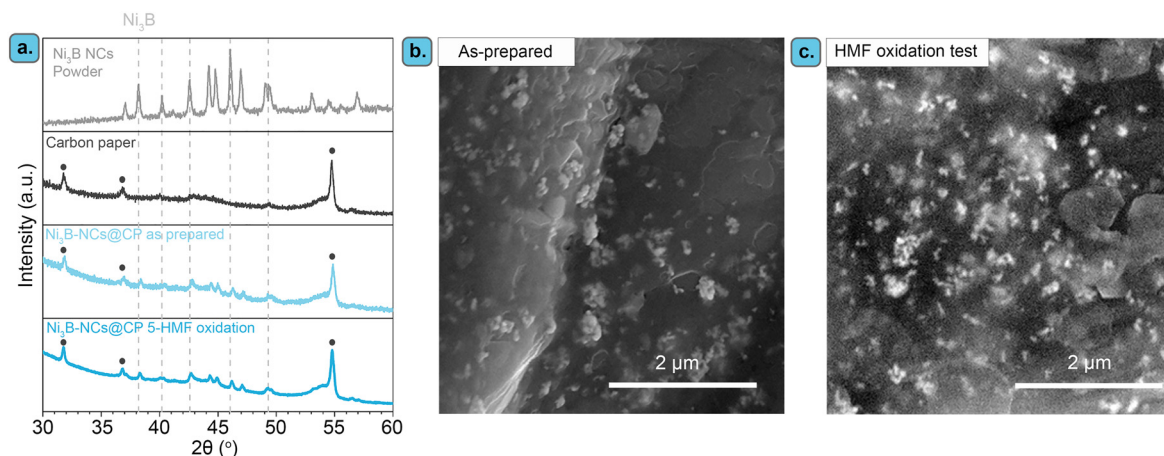 a.
Ni₃B
Ni₃B NCs
Powder
Carbon paper
Ni₃B-NCs@CP as prepared
Ni₃B-NCs@CP 5-HMF oxidation
Intensity (a.u.)
30 35 40 45 50 55 60
2θ (°)
b.
As-prepared
2 µm
c.
HMF oxidation test
2 µm